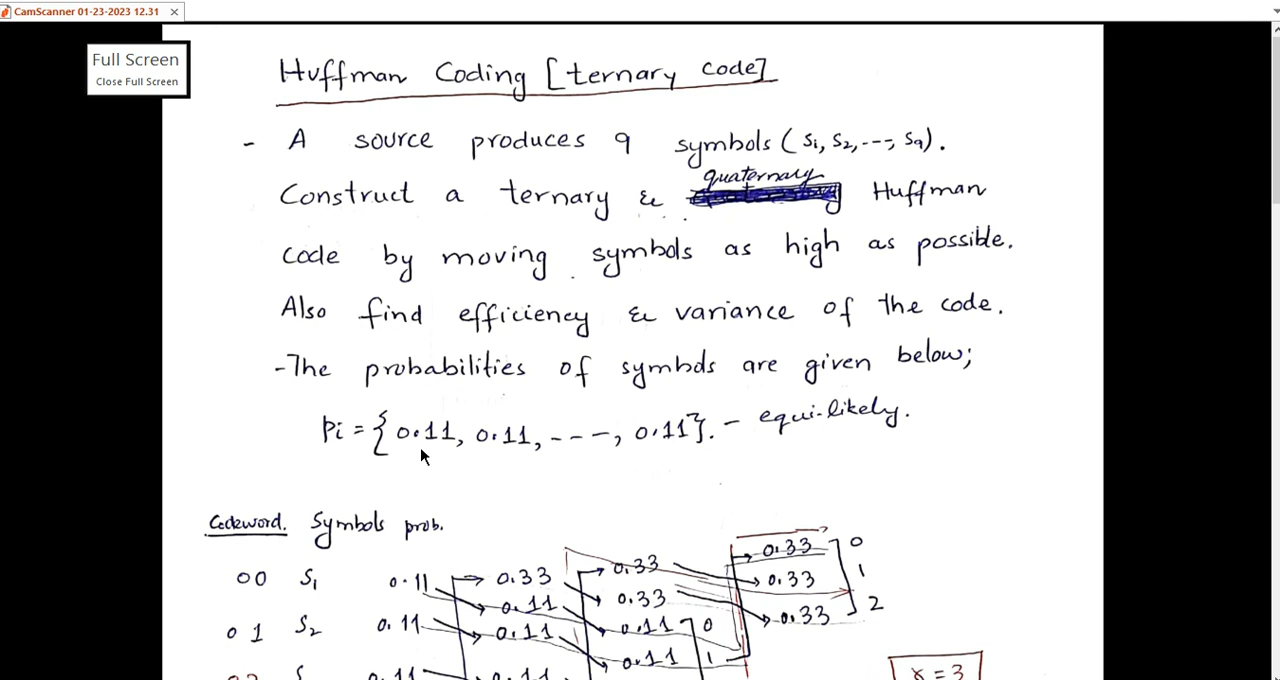 CamScanner 01-23-2023 12.31 ×
Full Screen
Close Full Screen
Huffman Coding [ternary code]
- A source produces 9 symbols (S1, S2, ---, S9).
quaternary
Construct a ternary & Huffman
code by moving symbols as high as possible.
Also find efficiency & variance of the code.
-The probabilities of symbols are given below;
Pi = {0.11, 0.11, ---, 0.11}. - equi-likely.
Codeword. Symbols prob.
0.33 0
0.33 1
0.33 2
00 S1 0.11 0.33 0.33
0.11 0.33
01 S2 0.11 0.11 0.11 0
0.11 1
0.11 0.11
r = 3